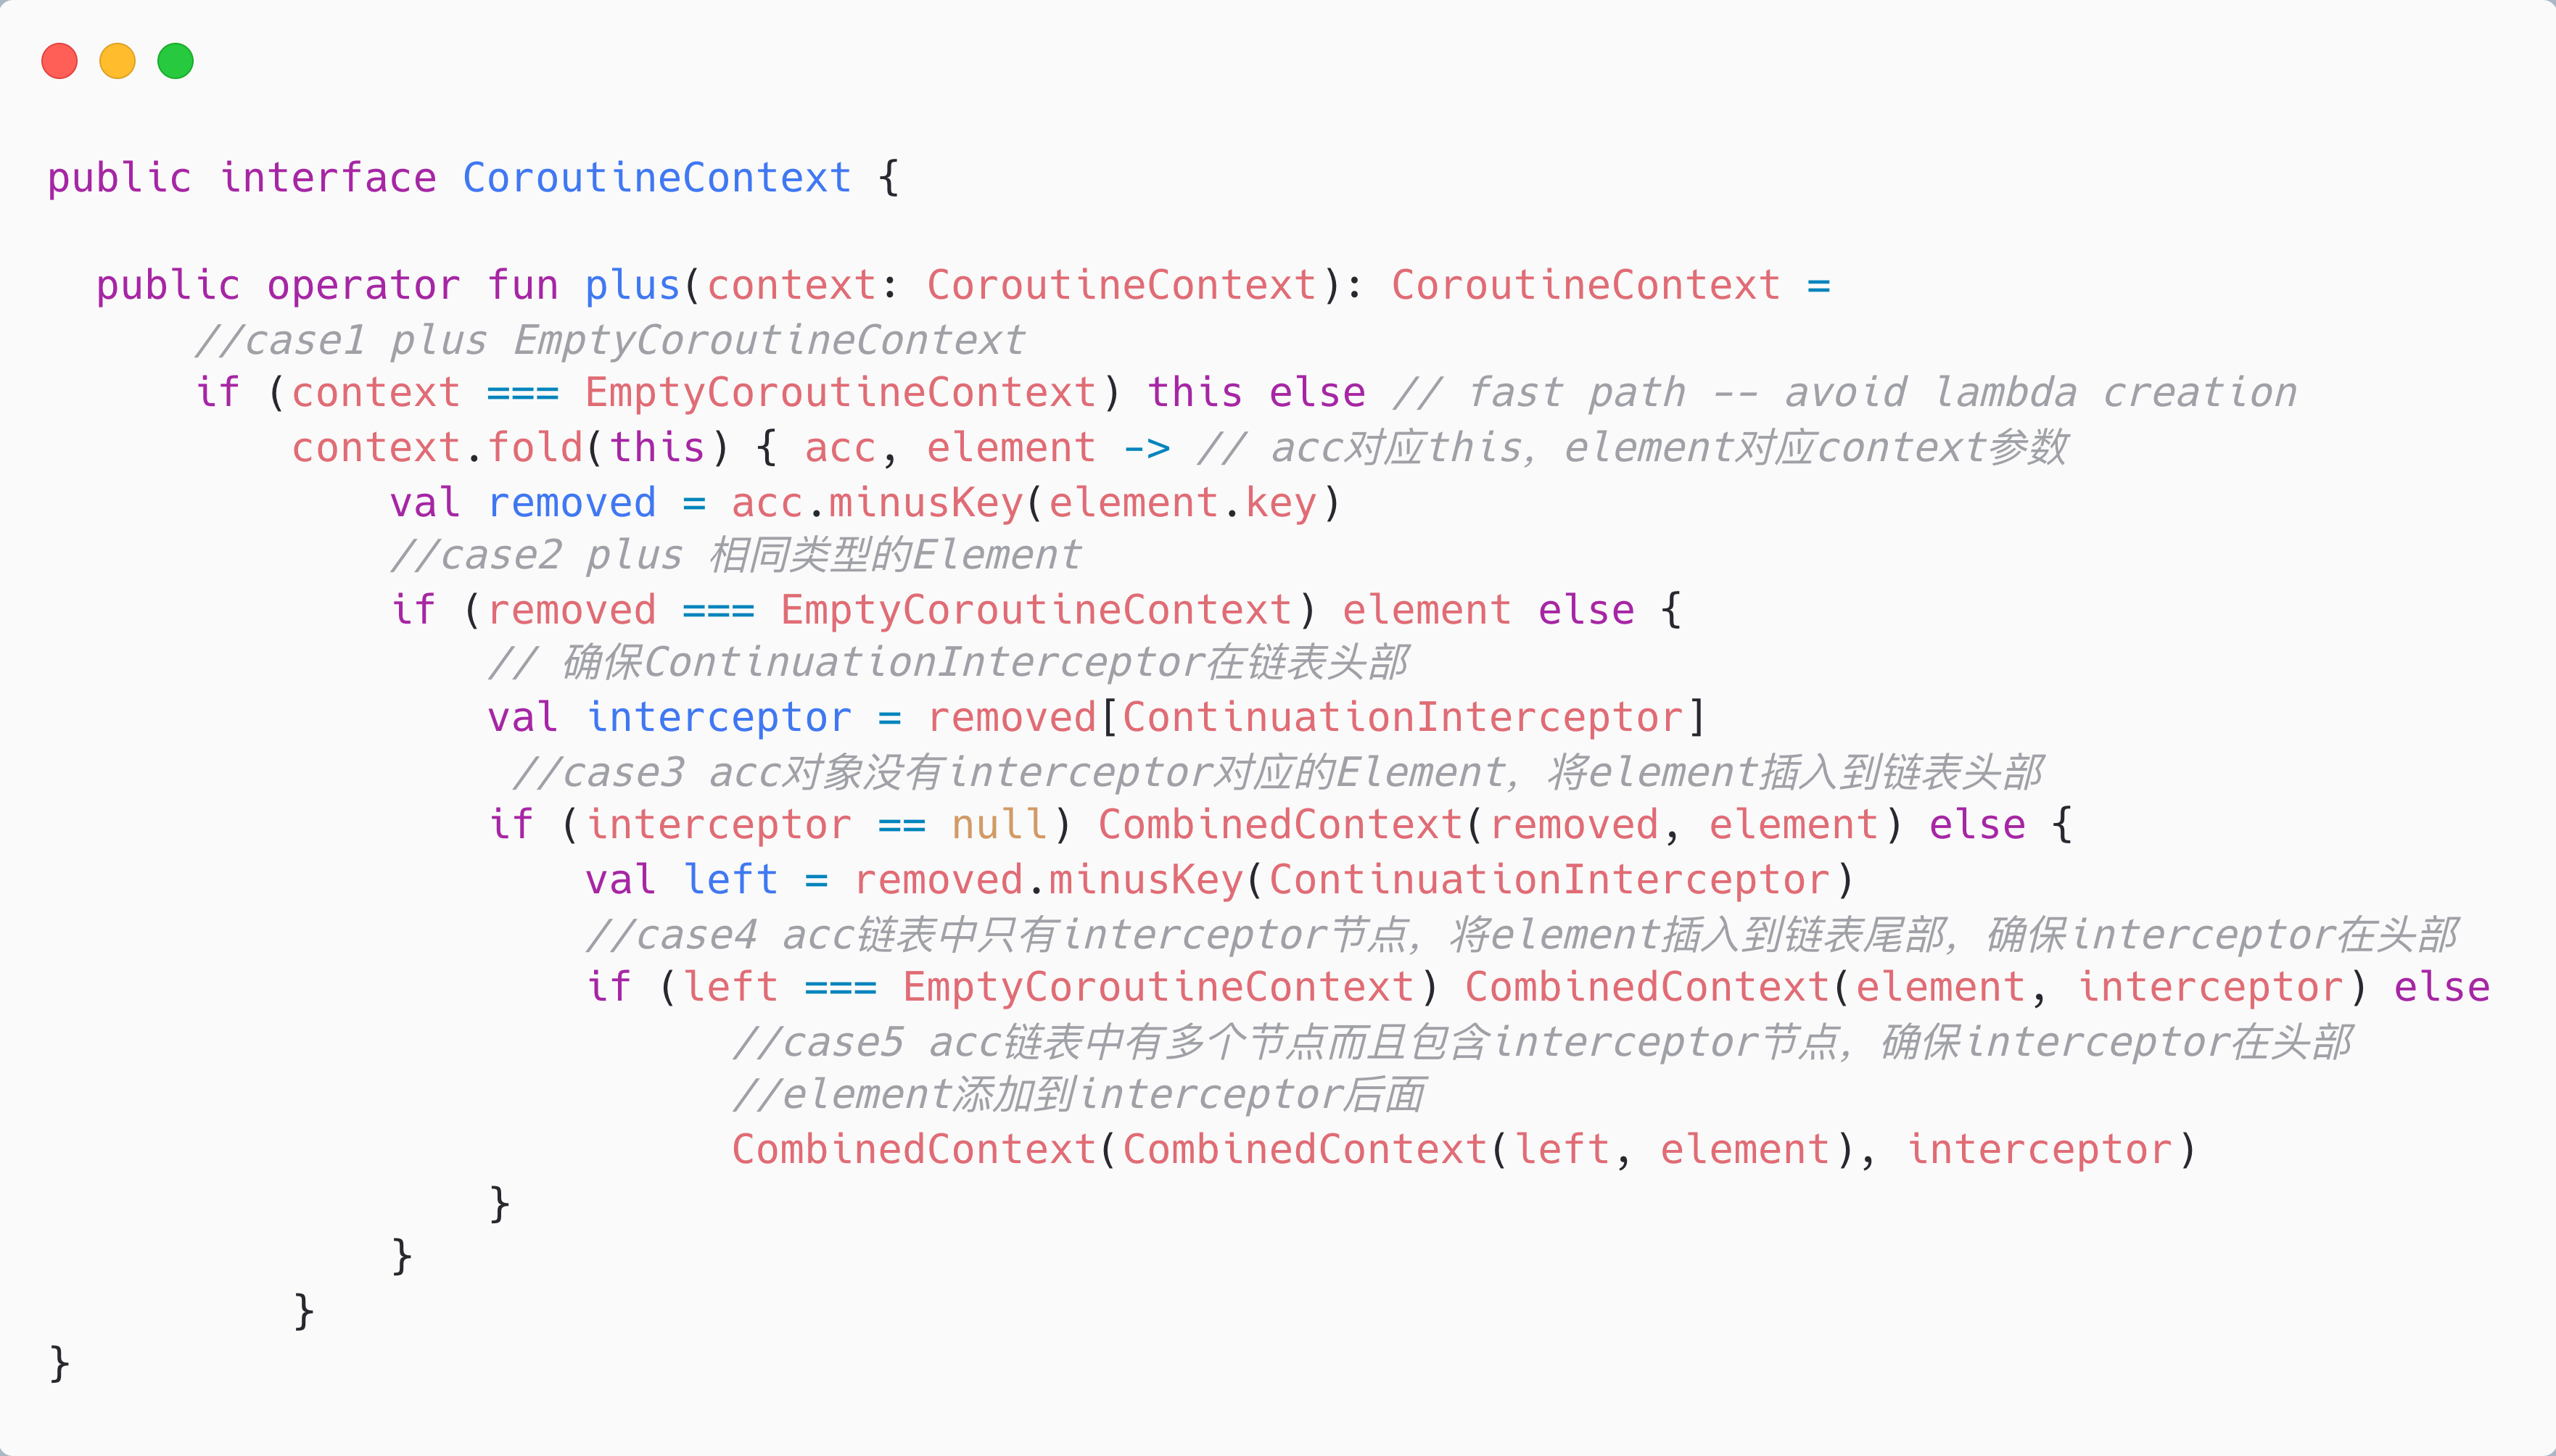 public interface CoroutineContext {
public operator fun plus(context: CoroutineContext): CoroutineContext =
//case1 plus EmptyCoroutineContext
if (context === EmptyCoroutineContext) this else // fast path -- avoid lambda creation
context.fold(this) { acc, element -> // acc对应this，element对应context参数
val removed = acc.minusKey(element.key)
//case2 plus 相同类型的Element
if (removed === EmptyCoroutineContext) element else {
// 确保ContinuationInterceptor在链表头部
val interceptor = removed[ContinuationInterceptor]
//case3 acc对象没有interceptor对应的Element，将element插入到链表头部
if (interceptor == null) CombinedContext(removed, element) else {
val left = removed.minusKey(ContinuationInterceptor)
//case4 acc链表中只有interceptor节点，将element插入到链表尾部，确保interceptor在头部
if (left === EmptyCoroutineContext) CombinedContext(element, interceptor) else
//case5 acc链表中有多个节点而且包含interceptor节点，确保interceptor在头部
//element添加到interceptor后面
CombinedContext(CombinedContext(left, element), interceptor)
}
}
}
}